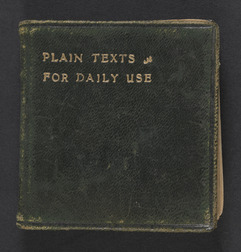 PLAIN TEXTS
FOR DAILY USE